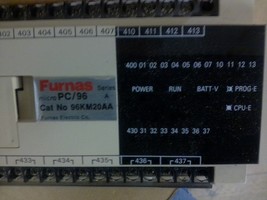 402 403 404 405 406 407 410 411 412 413
400 01 02 03 04 05 06 07 10 11 12 13
Furnas Series
PC/96 A
POWER RUN BATT-V PROG-E
Cat No 96KM20AA
CPU-E
Furnas Electric Co.
430 31 32 33 34 35 36 37
433 434 435 436 437